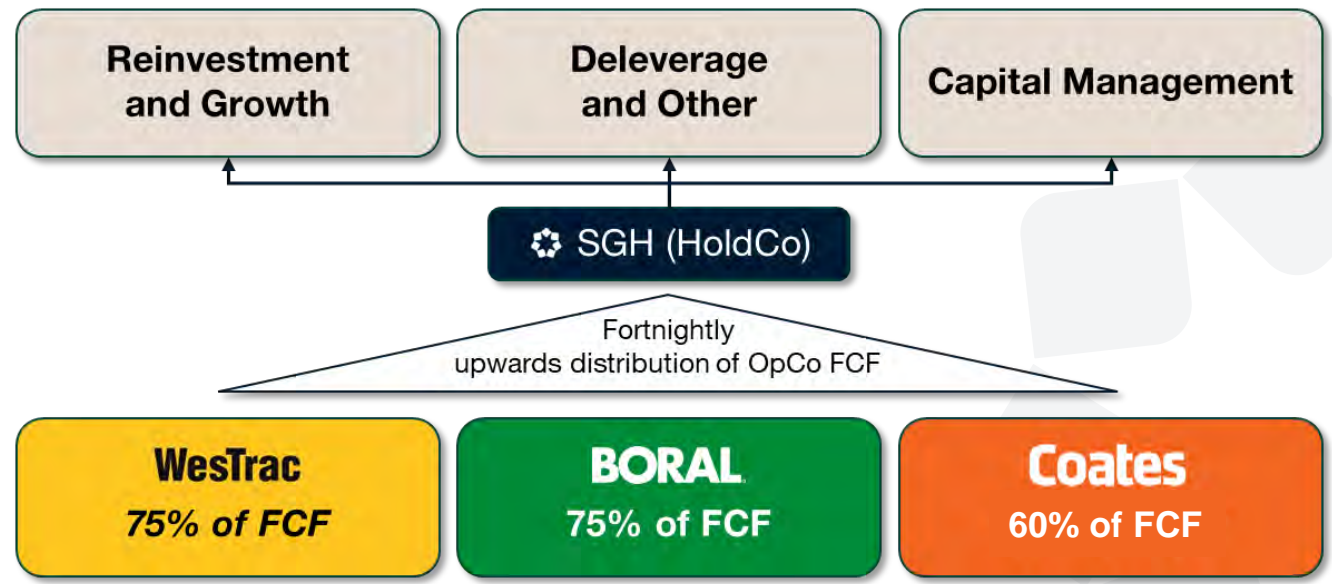 Reinvestment
and Growth
Deleverage
and Other
Capital Management
SGH (HoldCo)
Fortnightly
upwards distribution of OpCo FCF
WesTrac
75% of FCF
BORAL
75% of FCF
Coates
60% of FCF